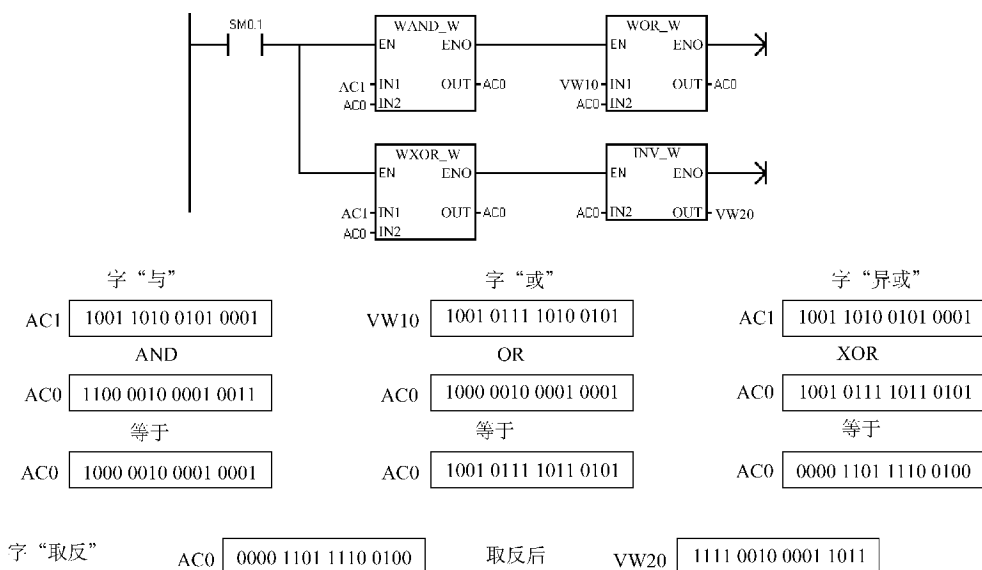 SM0.1
WAND_W
EN ENO
AC1 IN1 OUT AC0
AC0 IN2
WOR_W
EN ENO
VW10 IN1 OUT AC0
AC0 IN2
WXOR_W
EN ENO
AC1 IN1 OUT AC0
AC0 IN2
INV_W
EN ENO
AC0 IN2 OUT VW20
字“与” 字“或” 字“异或”
AC1 1001 1010 0101 0001 VW10 1001 0111 1010 0101 AC1 1001 1010 0101 0001
AND OR XOR
AC0 1100 0010 0001 0011 AC0 1000 0010 0001 0001 AC0 1001 0111 1011 0101
等于 等于 等于
AC0 1000 0010 0001 0001 AC0 1001 0111 1011 0101 AC0 0000 1101 1110 0100
字“取反” AC0 0000 1101 1110 0100 取反后 VW20 1111 0010 0001 1011